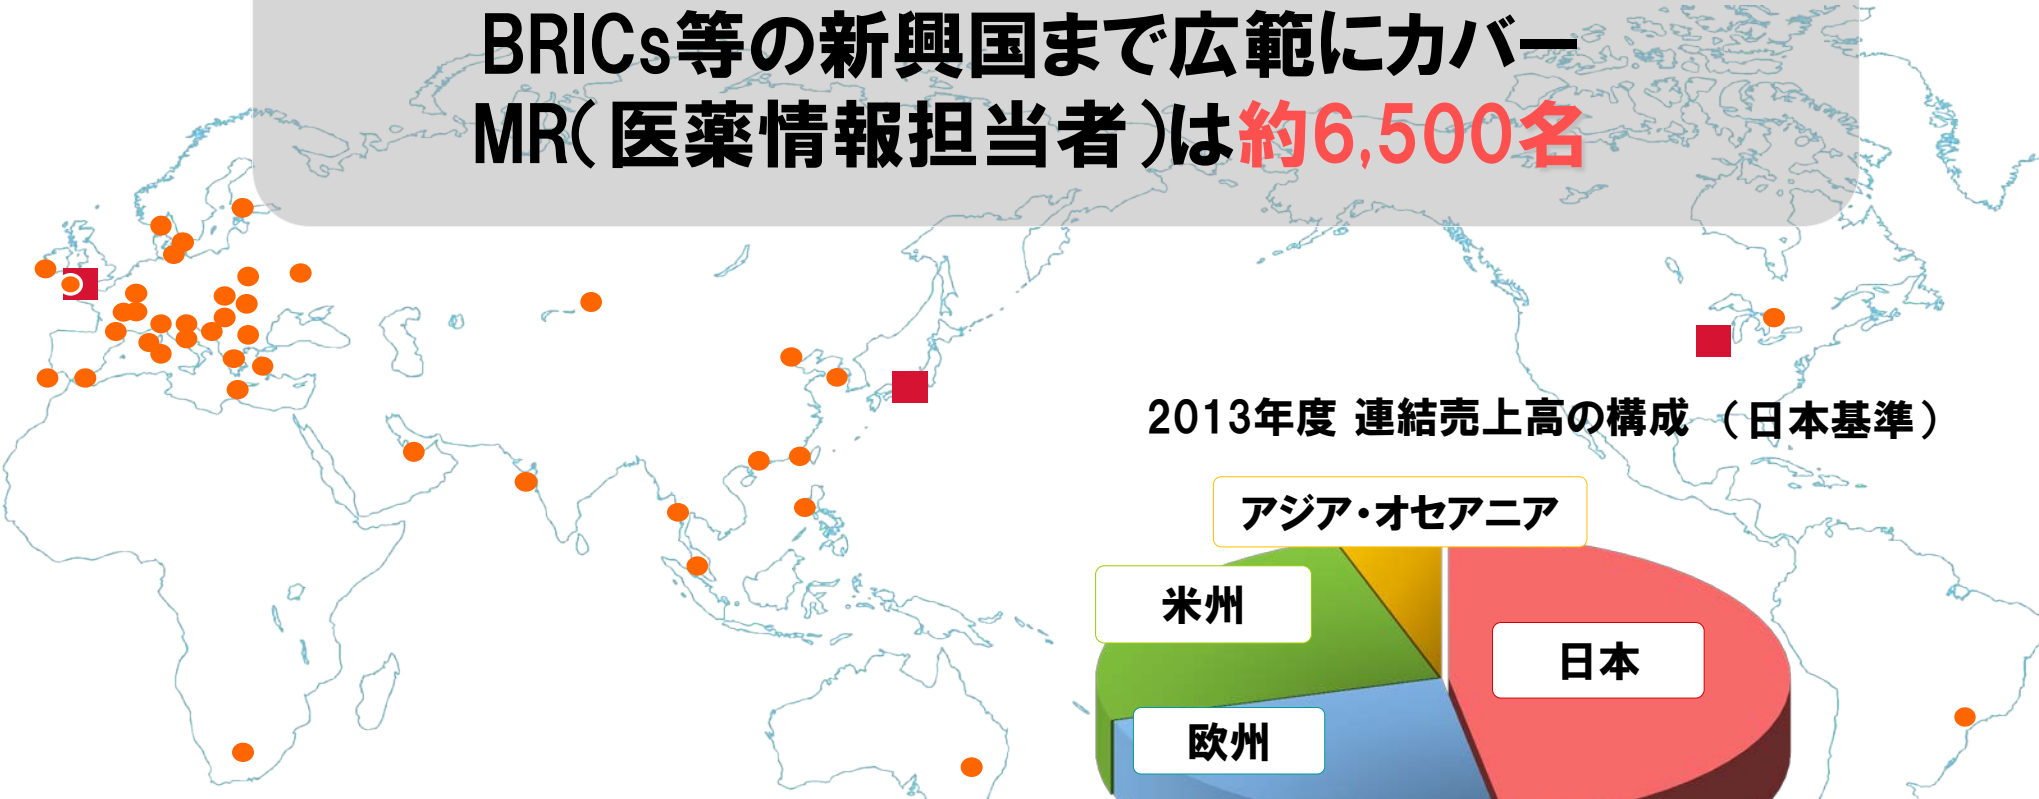 BRICs等の新興国まで広範にカバー
MR(医薬情報担当者)は約6,500名
2013年度 連結売上高の構成 (日本基準)
アジア・オセアニア
米州
日本
欧州